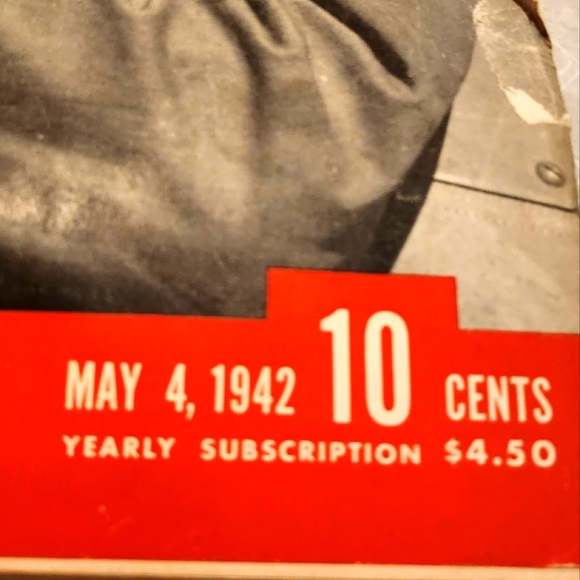 MAY 4, 1942 10 CENTS
YEARLY SUBSCRIPTION $4.50